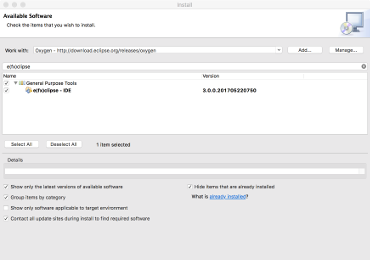 Install
Available Software
Check the items that you wish to install.
Work with: Oxygen - http://download.eclipse.org/releases/oxygen
Add...
Manage...
echoclipse
Name Version
General Purpose Tools
echoclipse - IDE 3.0.0.201705220750
Select All
Deselect All
1 item selected
Details
Show only the latest versions of available software
Hide items that are already installed
Group items by category
What is already installed?
Show only software applicable to target environment
Contact all update sites during install to find required software